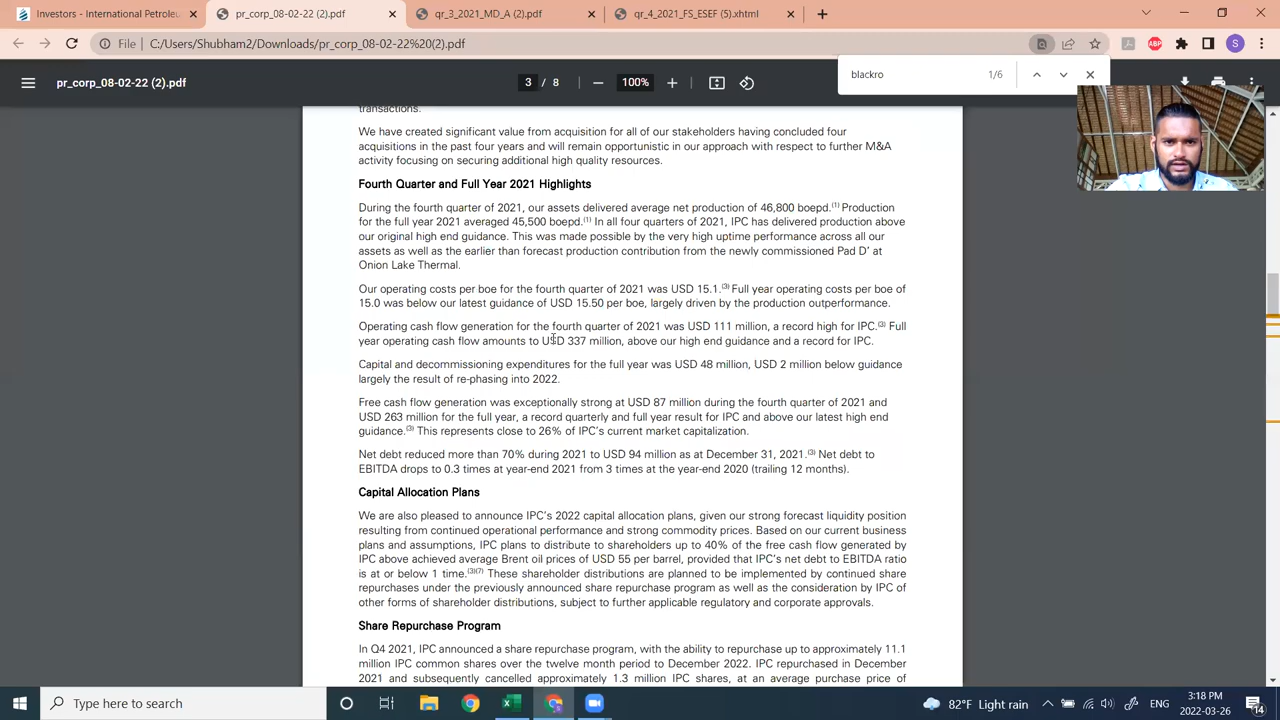 Investors - International Petroleu
pr_corp_08-02-22 (2).pdf
qr_3_2021_MD_A (2).pdf
qr_4_2021_FS_ESEF (5).xhtml
File
C:/Users/Shubham2/Downloads/pr_corp_08-02-22%20(2).pdf
ABP
S
pr_corp_08-02-22 (2).pdf
3 / 8
100%
blackro
1/6
transactions.
We have created significant value from acquisition for all of our stakeholders having concluded four
acquisitions in the past four years and will remain opportunistic in our approach with respect to further M&A
activity focusing on securing additional high quality resources.
Fourth Quarter and Full Year 2021 Highlights
During the fourth quarter of 2021, our assets delivered average net production of 46,800 boepd.(1) Production
for the full year 2021 averaged 45,500 boepd.(1) In all four quarters of 2021, IPC has delivered production above
our original high end guidance. This was made possible by the very high uptime performance across all our
assets as well as the earlier than forecast production contribution from the newly commissioned Pad D' at
Onion Lake Thermal.
Our operating costs per boe for the fourth quarter of 2021 was USD 15.1.(3) Full year operating costs per boe of
15.0 was below our latest guidance of USD 15.50 per boe, largely driven by the production outperformance.
Operating cash flow generation for the fourth quarter of 2021 was USD 111 million, a record high for IPC.(3) Full
year operating cash flow amounts to USD 337 million, above our high end guidance and a record for IPC.
Capital and decommissioning expenditures for the full year was USD 48 million, USD 2 million below guidance
largely the result of re-phasing into 2022.
Free cash flow generation was exceptionally strong at USD 87 million during the fourth quarter of 2021 and
USD 263 million for the full year, a record quarterly and full year result for IPC and above our latest high end
guidance.(3) This represents close to 26% of IPC's current market capitalization.
Net debt reduced more than 70% during 2021 to USD 94 million as at December 31, 2021.(3) Net debt to
EBITDA drops to 0.3 times at year-end 2021 from 3 times at the year-end 2020 (trailing 12 months).
Capital Allocation Plans
We are also pleased to announce IPC's 2022 capital allocation plans, given our strong forecast liquidity position
resulting from continued operational performance and strong commodity prices. Based on our current business
plans and assumptions, IPC plans to distribute to shareholders up to 40% of the free cash flow generated by
IPC above achieved average Brent oil prices of USD 55 per barrel, provided that IPC's net debt to EBITDA ratio
is at or below 1 time.(3)(7) These shareholder distributions are planned to be implemented by continued share
repurchases under the previously announced share repurchase program as well as the consideration by IPC of
other forms of shareholder distributions, subject to further applicable regulatory and corporate approvals.
Share Repurchase Program
In Q4 2021, IPC announced a share repurchase program, with the ability to repurchase up to approximately 11.1
million IPC common shares over the twelve month period to December 2022. IPC repurchased in December
2021 and subsequently cancelled approximately 1.3 million IPC shares, at an average purchase price of
Type here to search
82°F Light rain
ENG
3:18 PM
2022-03-26
14